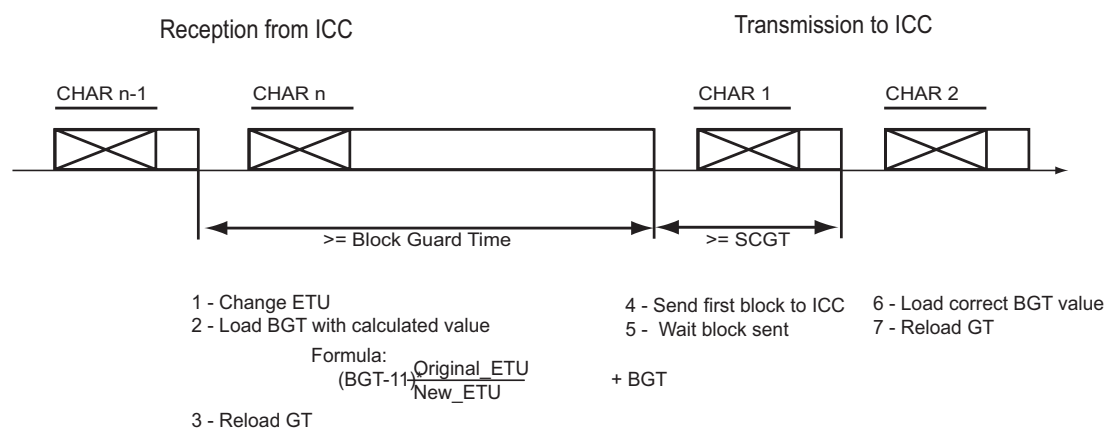 Reception from ICC
Transmission to ICC
CHAR n-1
CHAR n
CHAR 1
CHAR 2
>= Block Guard Time
>= SCGT
1 - Change ETU
2 - Load BGT with calculated value
Formula:
(BGT-11)* Original_ETU
New_ETU
+ BGT
3 - Reload GT
4 - Send first block to ICC
5 - Wait block sent
6 - Load correct BGT value
7 - Reload GT